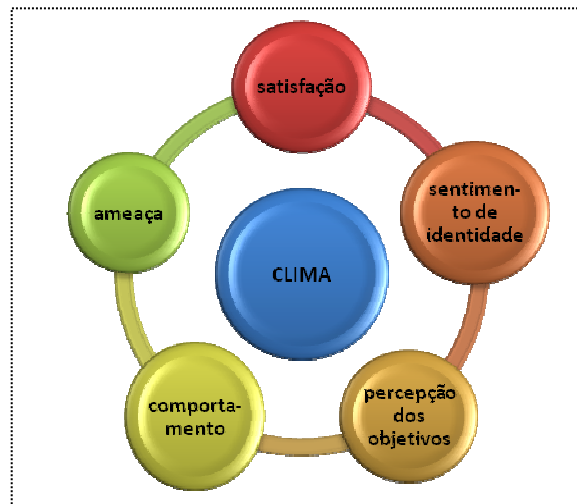 satisfação
sentimen-
to de
identidade
percepção
dos
objetivos
comporta-
mento
ameaça
CLIMA